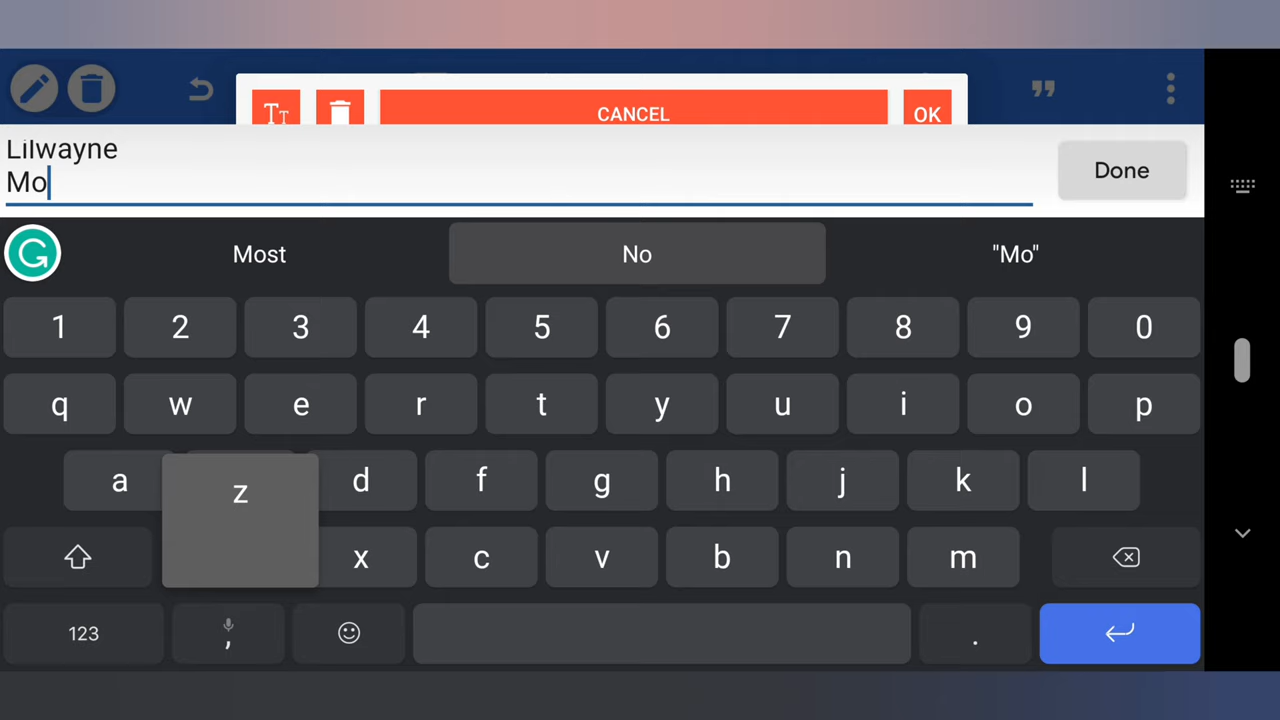 TT
CANCEL
OK
Lilwayne
Mo
Done
Most
No
"Mo"
1 2 3 4 5 6 7 8 9 0
q w e r t y u i o p
a z d f g h j k l
x c v b n m
123 , .